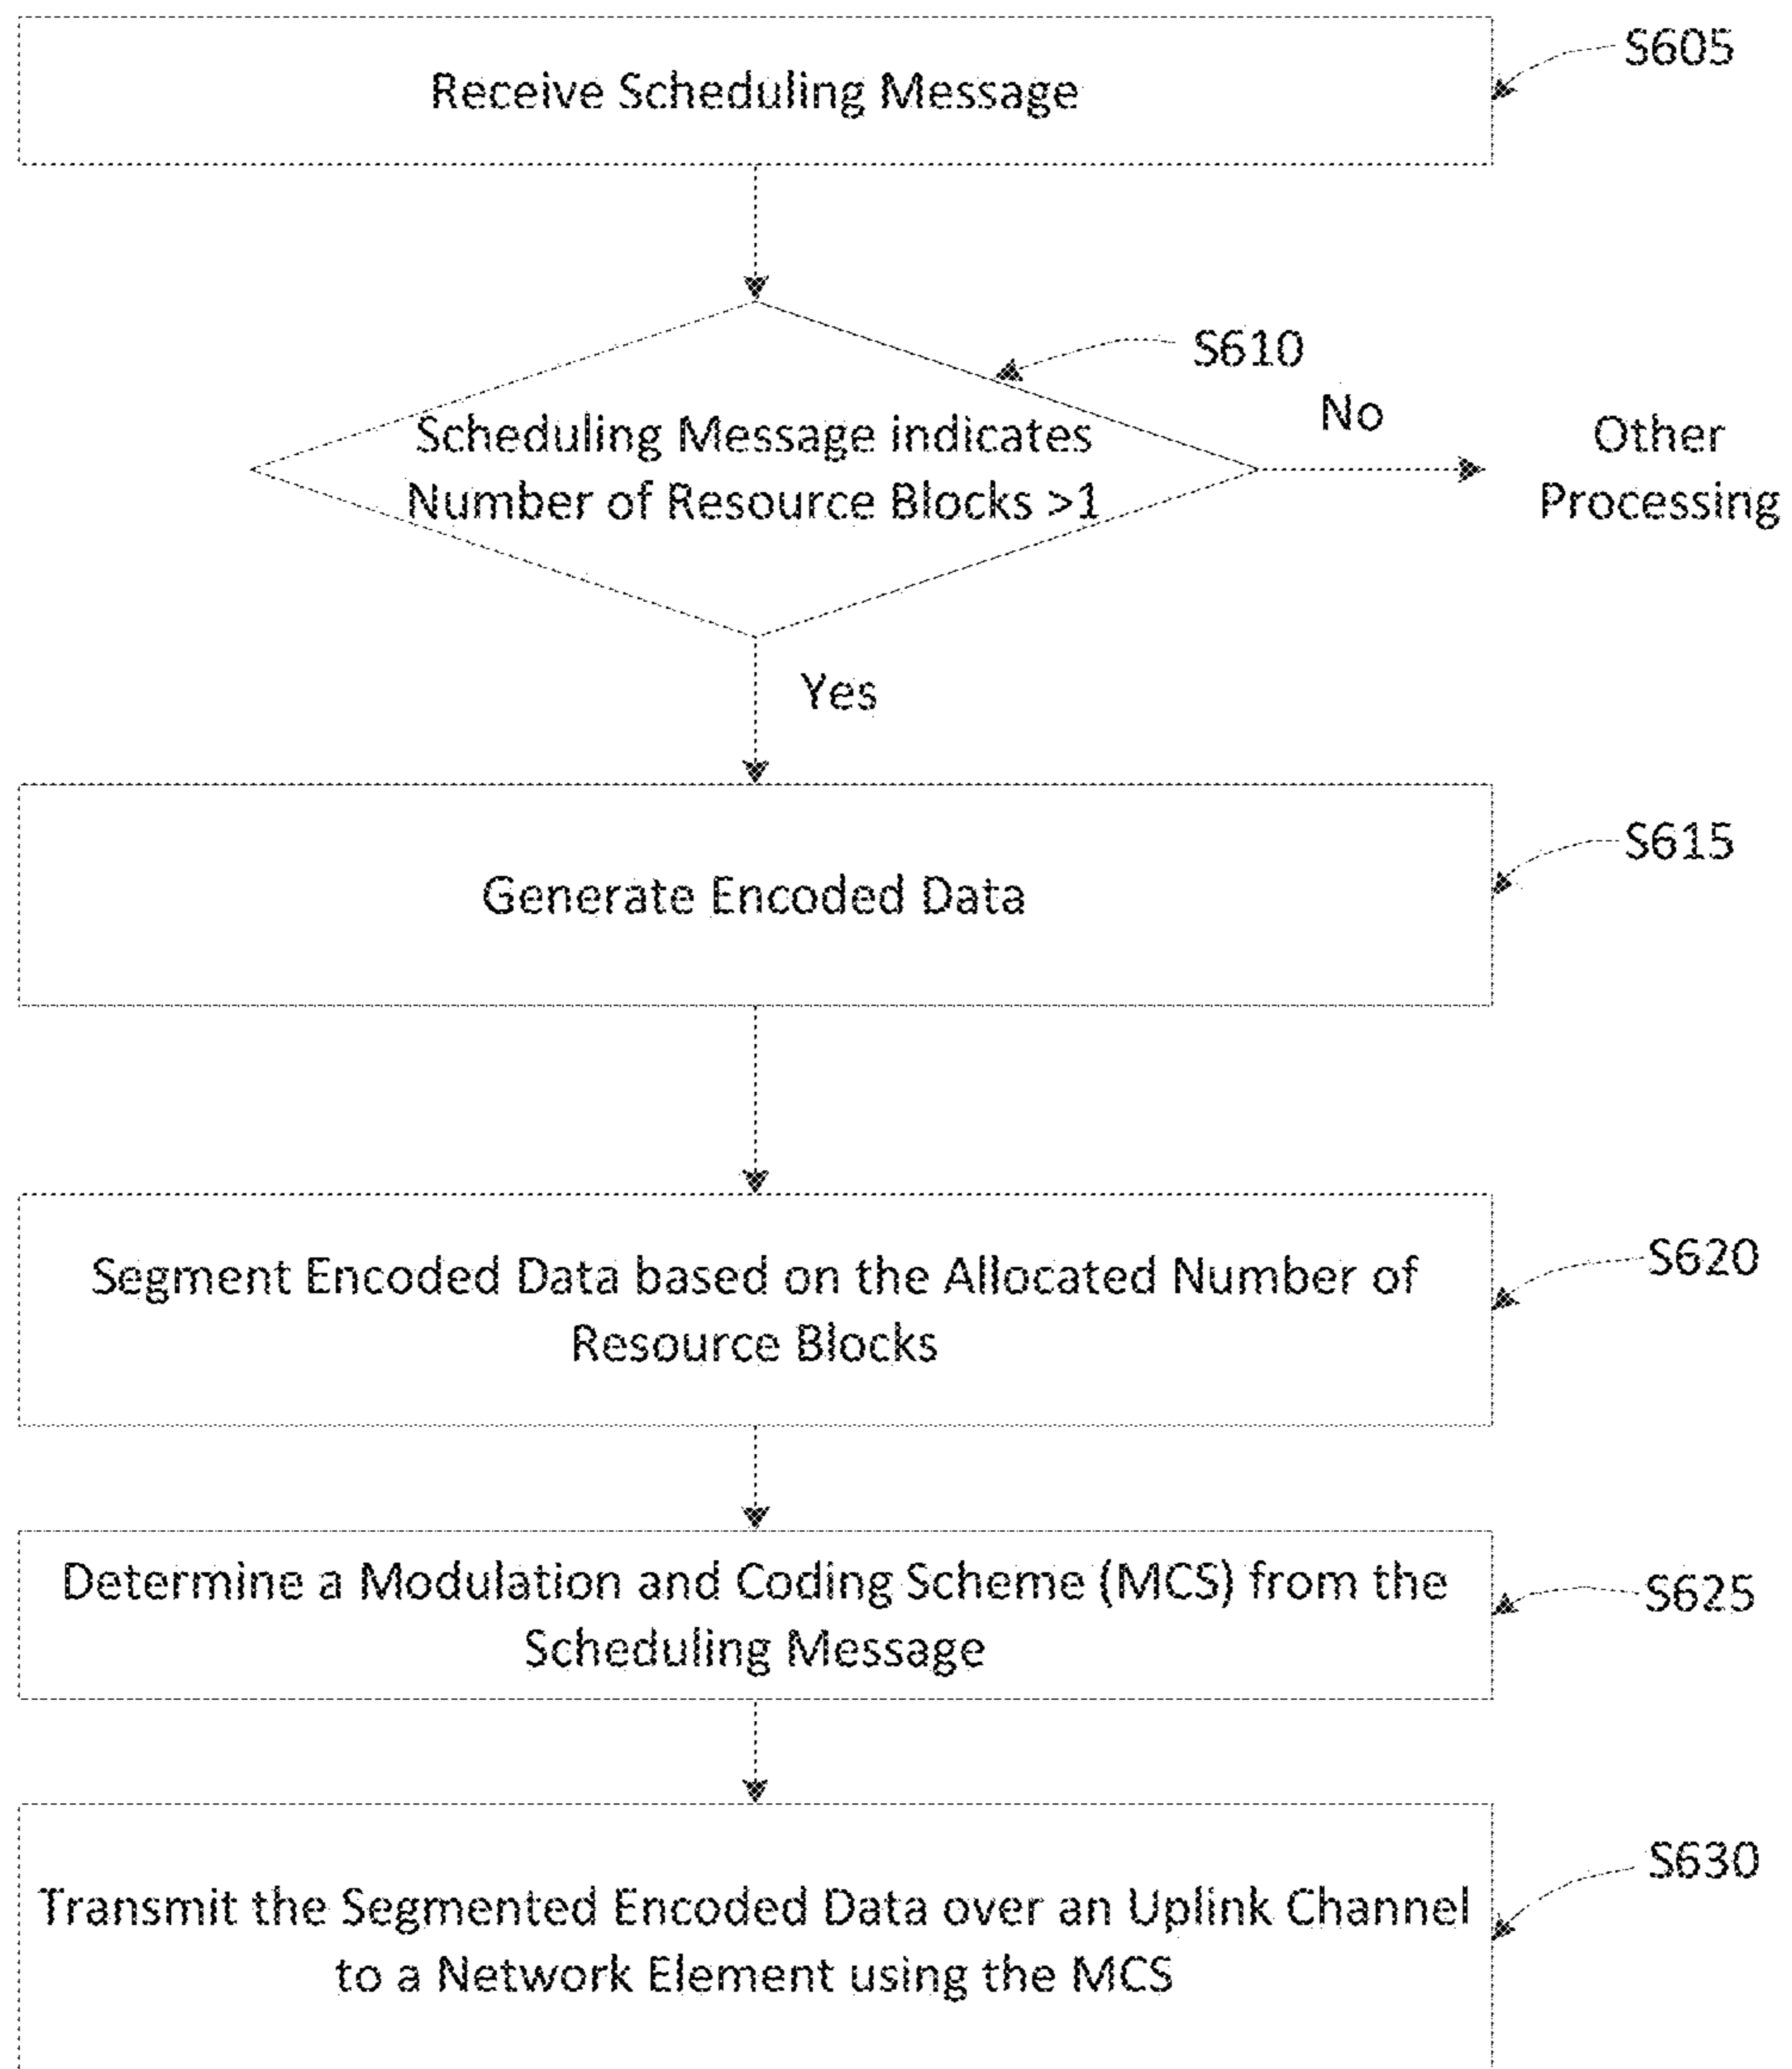 Receive Scheduling Message
S605
S610
Scheduling Message indicates
Number of Resource Blocks >1
No
Other
Processing
Yes
Generate Encoded Data
S615
Segment Encoded Data based on the Allocated Number of
Resource Blocks
S620
Determine a Modulation and Coding Scheme (MCS) from the
Scheduling Message
S625
Transmit the Segmented Encoded Data over an Uplink Channel
to a Network Element using the MCS
S630